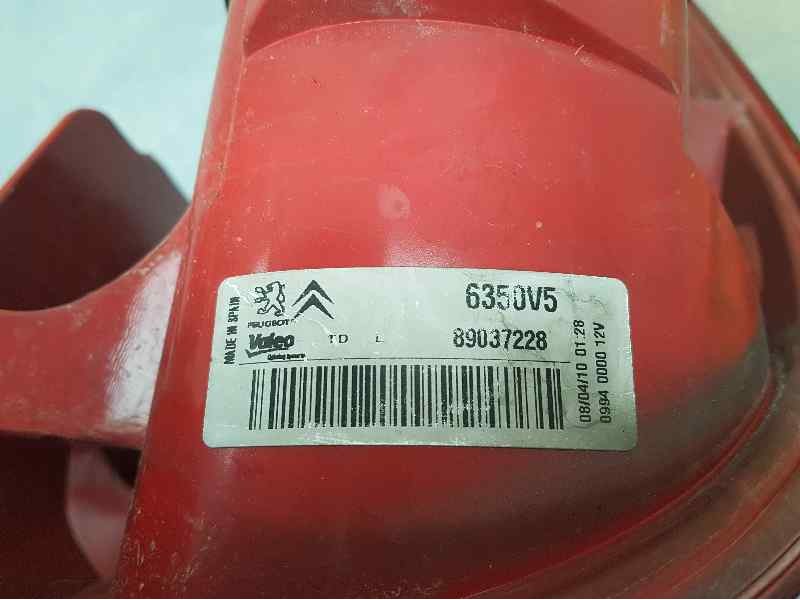 MADE IN SPAIN
PEUGEOT
6350V5
Valeo
TD L 89037228
08/04/10 01.28
0994 0000 12V